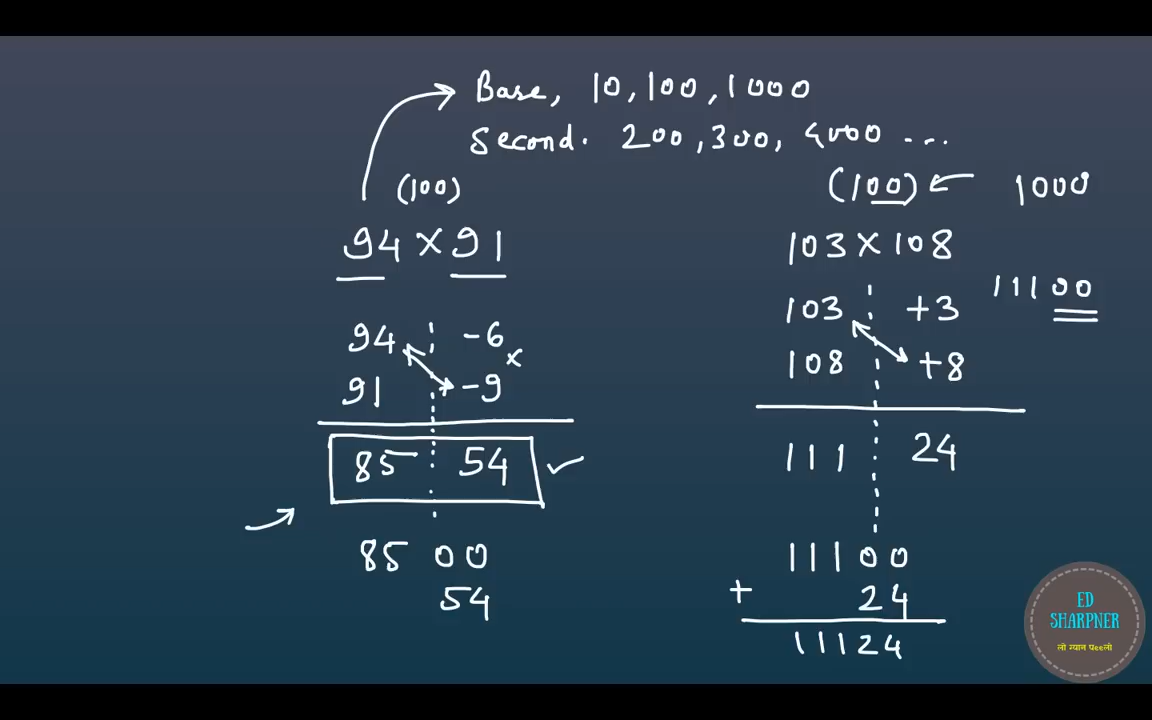 Base, 10, 100, 1000
Second. 200, 300, 4000 ...
(100)
94 × 91
94 -6
×
91 -9
85 54
85 00
54
(100) 1000
103 × 108
11100
103 +3
108 +8
111 24
11100
+ 24
11124
ED
SHARPNER
लो ग्यान पेलो